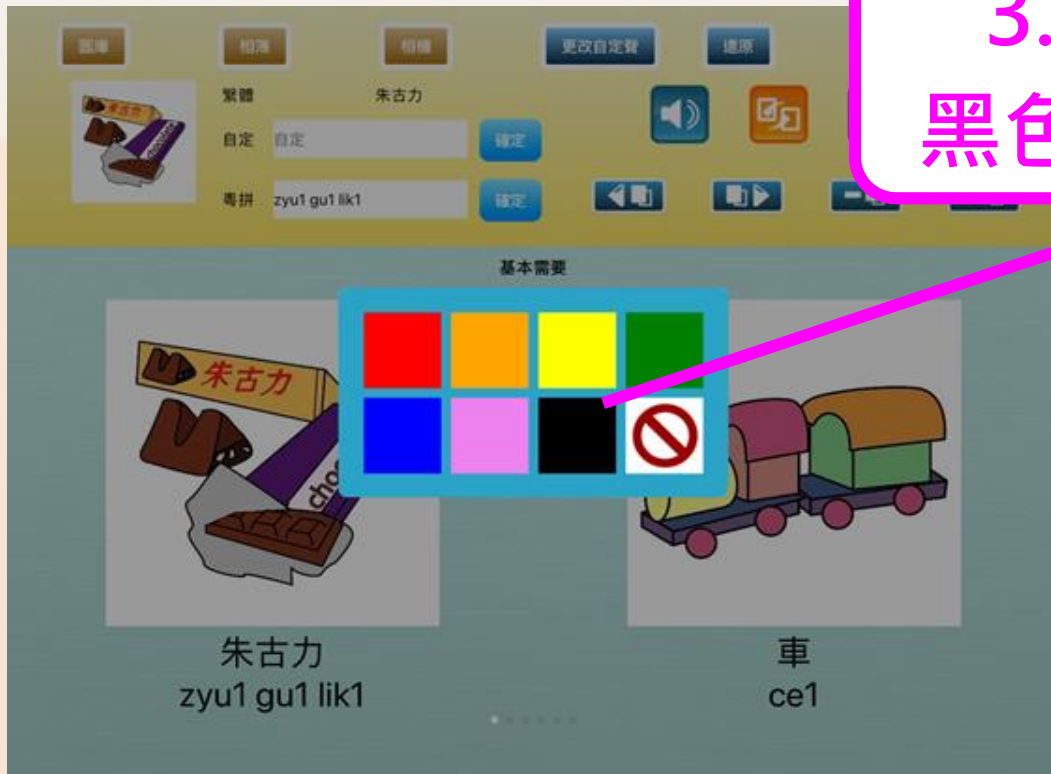 3.
黑色
圖庫 相簿 相機 更改自定聲 還原
繁體 朱古力
自定 自定 確定
粵拼 zyu1 gu1 lik1 確定
基本需要
朱古力
choc
朱古力 車
zyu1 gu1 lik1 ce1